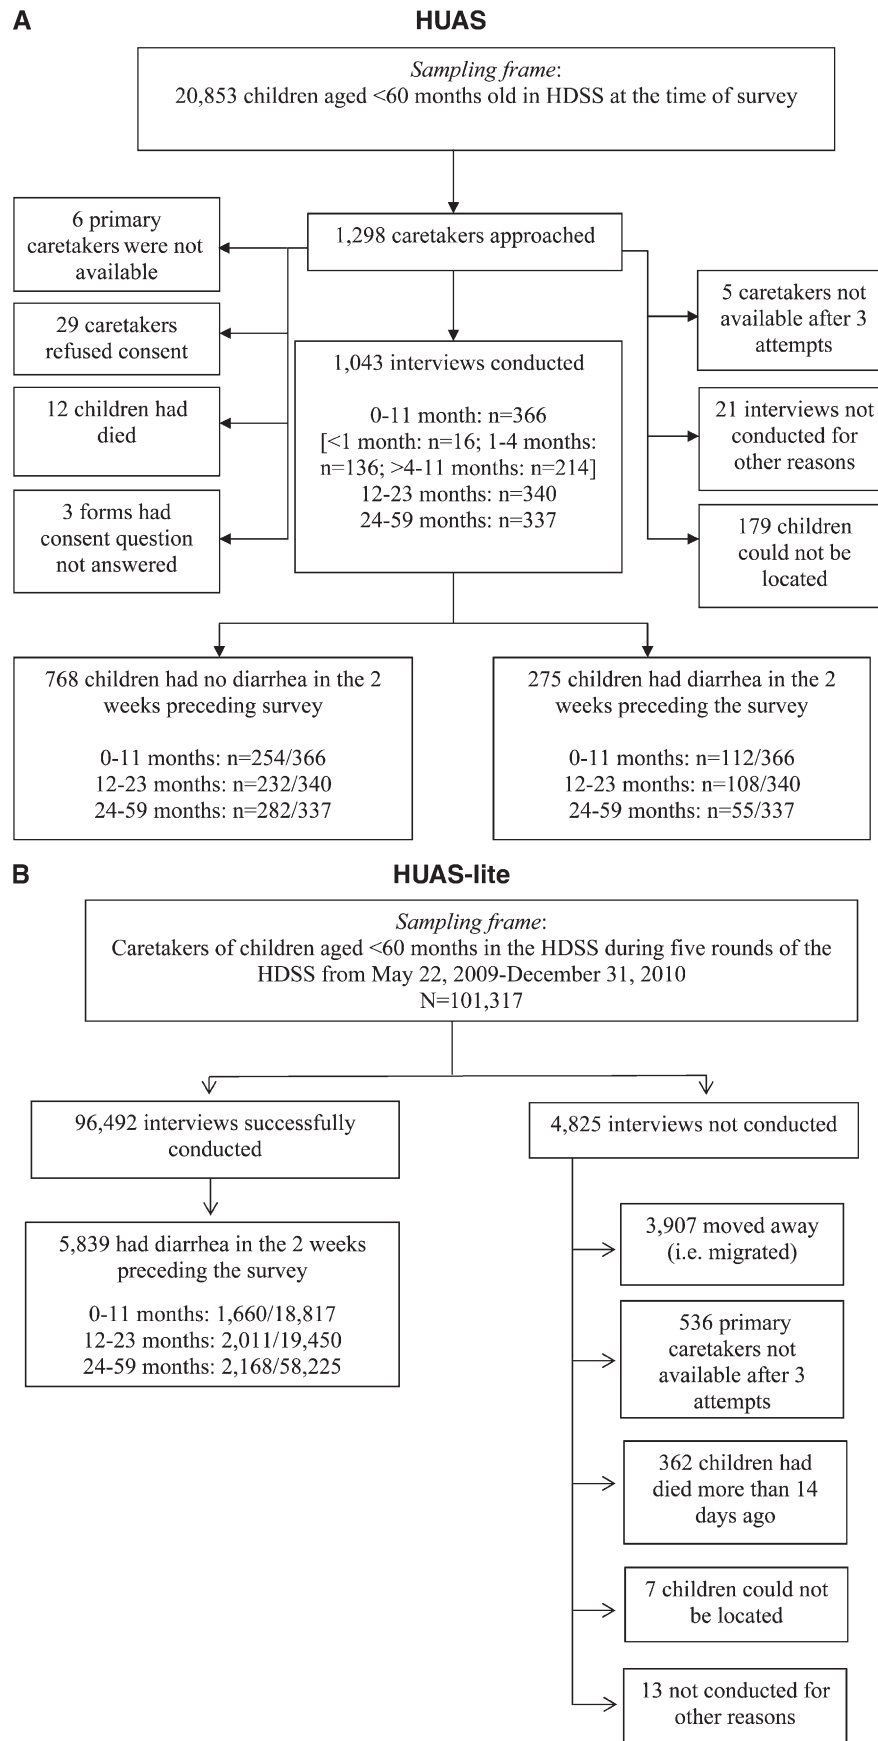 A
HUAS
Sampling frame:
20,853 children aged <60 months old in HDSS at the time of survey
1,298 caretakers approached
6 primary
caretakers were not
available
29 caretakers
refused consent
12 children had
died
3 forms had
consent question
not answered
5 caretakers not
available after 3
attempts
21 interviews not
conducted for
other reasons
179 children
could not be
located
1,043 interviews conducted
0-11 month: n=366
[<1 month: n=16; 1-4 months:
n=136; >4-11 months: n=214]
12-23 months: n=340
24-59 months: n=337
768 children had no diarrhea in the 2
weeks preceding survey
0-11 months: n=254/366
12-23 months: n=232/340
24-59 months: n=282/337
275 children had diarrhea in the 2
weeks preceding the survey
0-11 months: n=112/366
12-23 months: n=108/340
24-59 months: n=55/337
B
HUAS-lite
Sampling frame:
Caretakers of children aged <60 months in the HDSS during five rounds of the
HDSS from May 22, 2009-December 31, 2010
N=101,317
96,492 interviews successfully
conducted
5,839 had diarrhea in the 2 weeks
preceding the survey
0-11 months: 1,660/18,817
12-23 months: 2,011/19,450
24-59 months: 2,168/58,225
4,825 interviews not conducted
3,907 moved away
(i.e. migrated)
536 primary
caretakers not
available after 3
attempts
362 children had
died more than 14
days ago
7 children could not
be located
13 not conducted for
other reasons